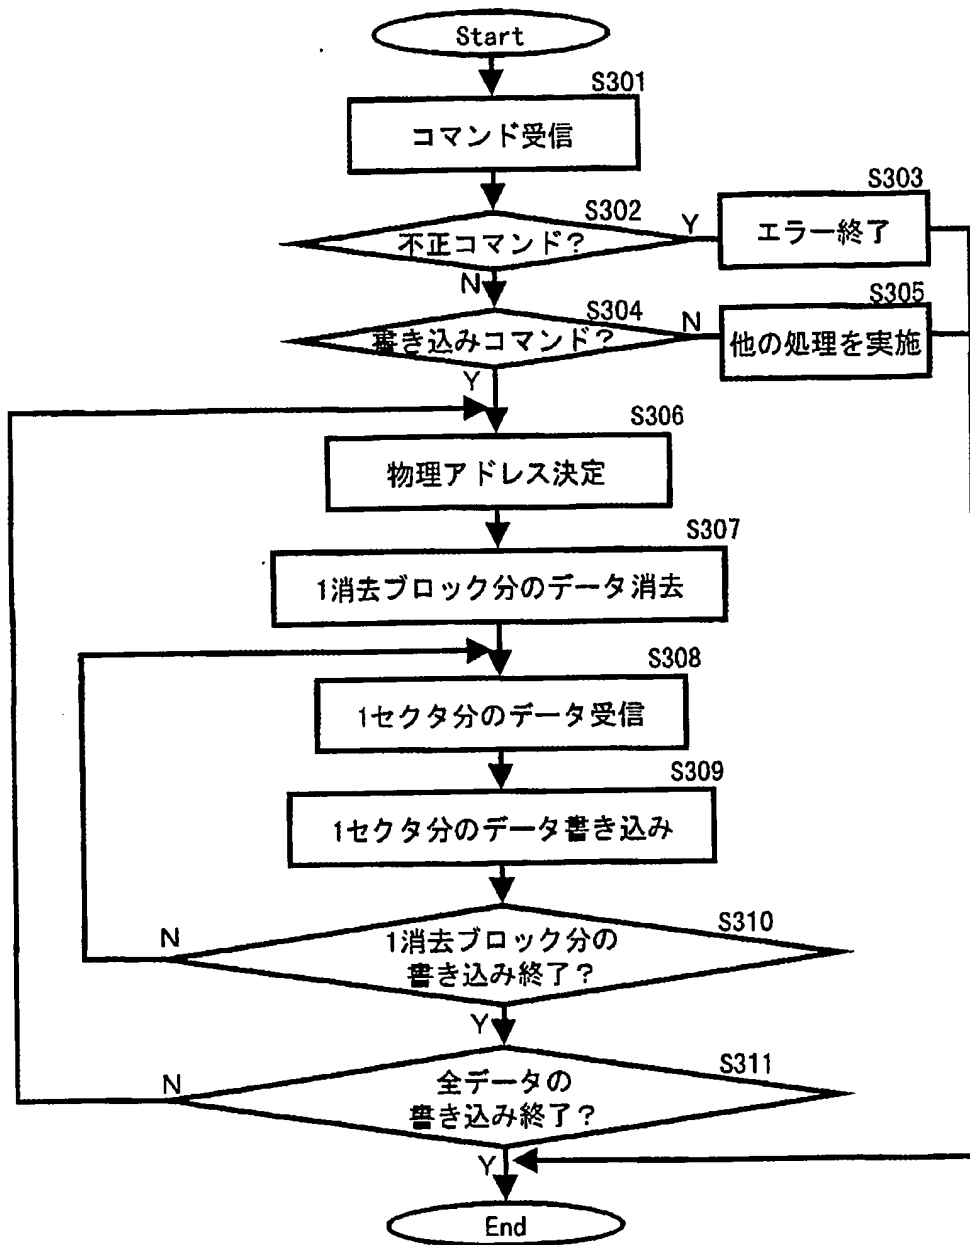 Start
S301
コマンド受信
S302
不正コマンド?
Y
N
S303
エラー終了
S304
書き込みコマンド?
N
Y
S305
他の処理を実施
S306
物理アドレス決定
S307
1消去ブロック分のデータ消去
S308
1セクタ分のデータ受信
S309
1セクタ分のデータ書き込み
S310
1消去ブロック分の
書き込み終了?
N
Y
S311
全データの
書き込み終了?
N
Y
End